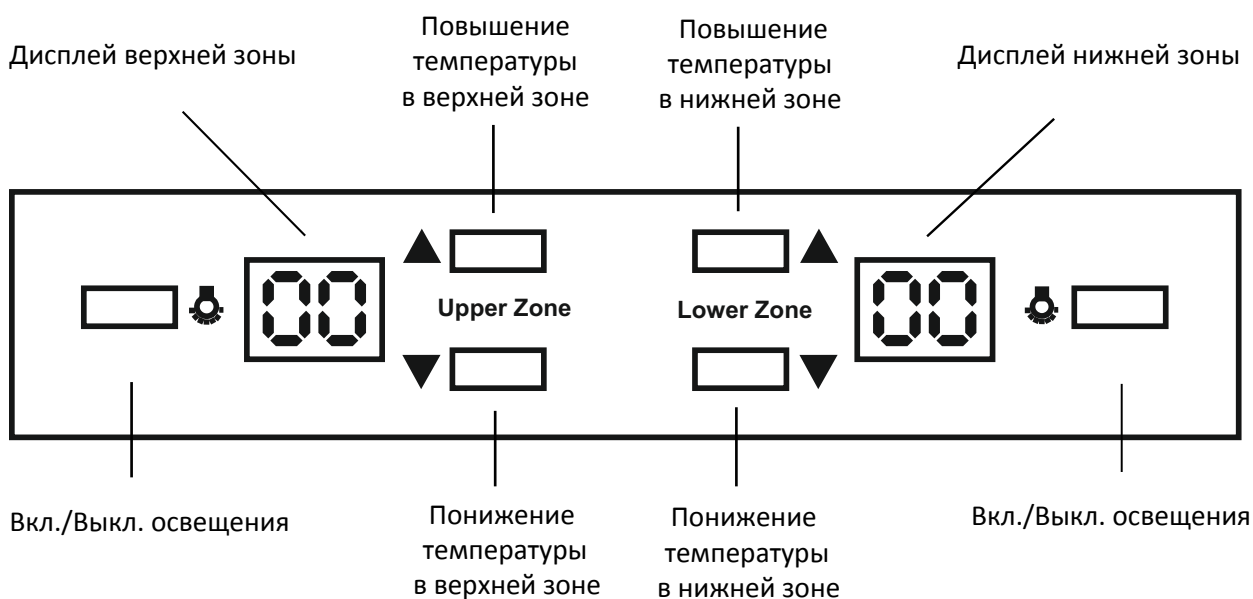 Дисплей верхней зоны
Повышение
температуры
в верхней зоне
Повышение
температуры
в нижней зоне
Дисплей нижней зоны
00
Upper Zone
Lower Zone
00
Вкл./Выкл. освещения
Понижение
температуры
в верхней зоне
Понижение
температуры
в нижней зоне
Вкл./Выкл. освещения